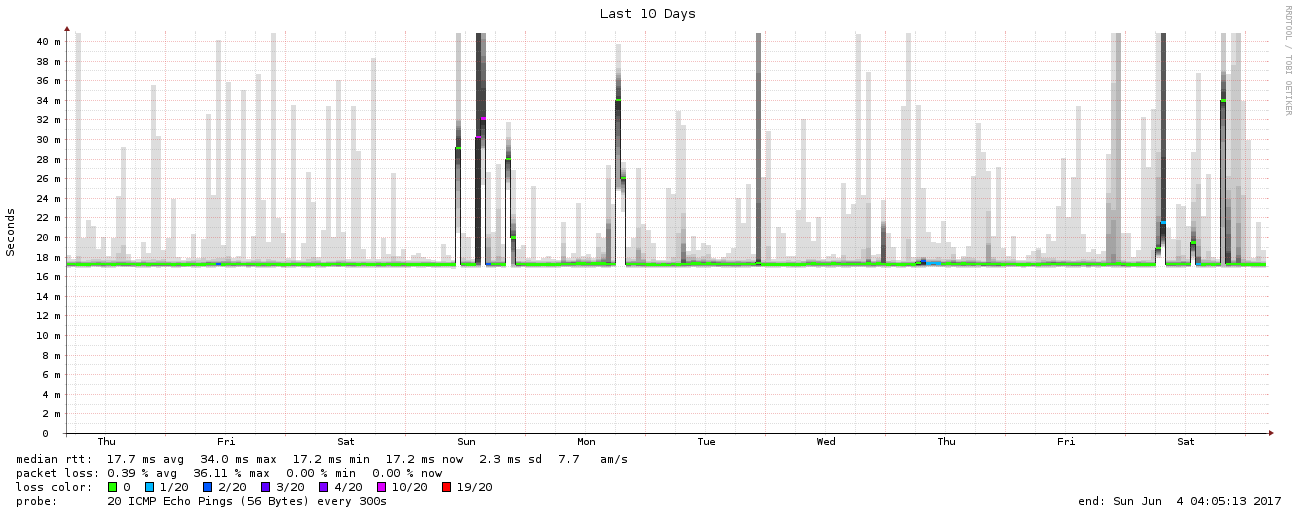 Last 10 Days
RRDTOOL / TOBI OETIKER
Seconds
40 m
38 m
36 m
34 m
32 m
30 m
28 m
26 m
24 m
22 m
20 m
18 m
16 m
14 m
12 m
10 m
8 m
6 m
4 m
2 m
0
Thu Fri Sat Sun Mon Tue Wed Thu Fri Sat
median rtt: 17.7 ms avg 34.0 ms max 17.2 ms min 17.2 ms now 2.3 ms sd 7.7 am/s
packet loss: 0.39 % avg 36.11 % max 0.00 % min 0.00 % now
loss color: 0 1/20 2/20 3/20 4/20 10/20 19/20
probe: 20 ICMP Echo Pings (56 Bytes) every 300s end: Sun Jun 4 04:05:13 2017